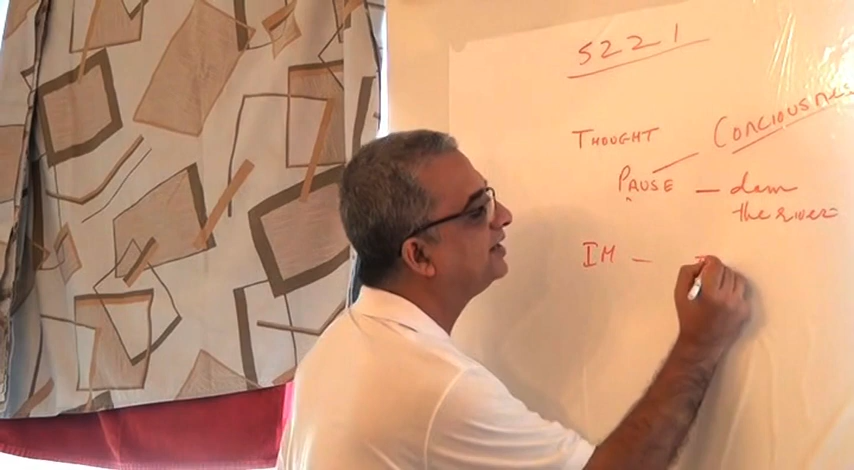 5221
THOUGHT
CONCIOUSNESS
PAUSE — dam
the river
IM —